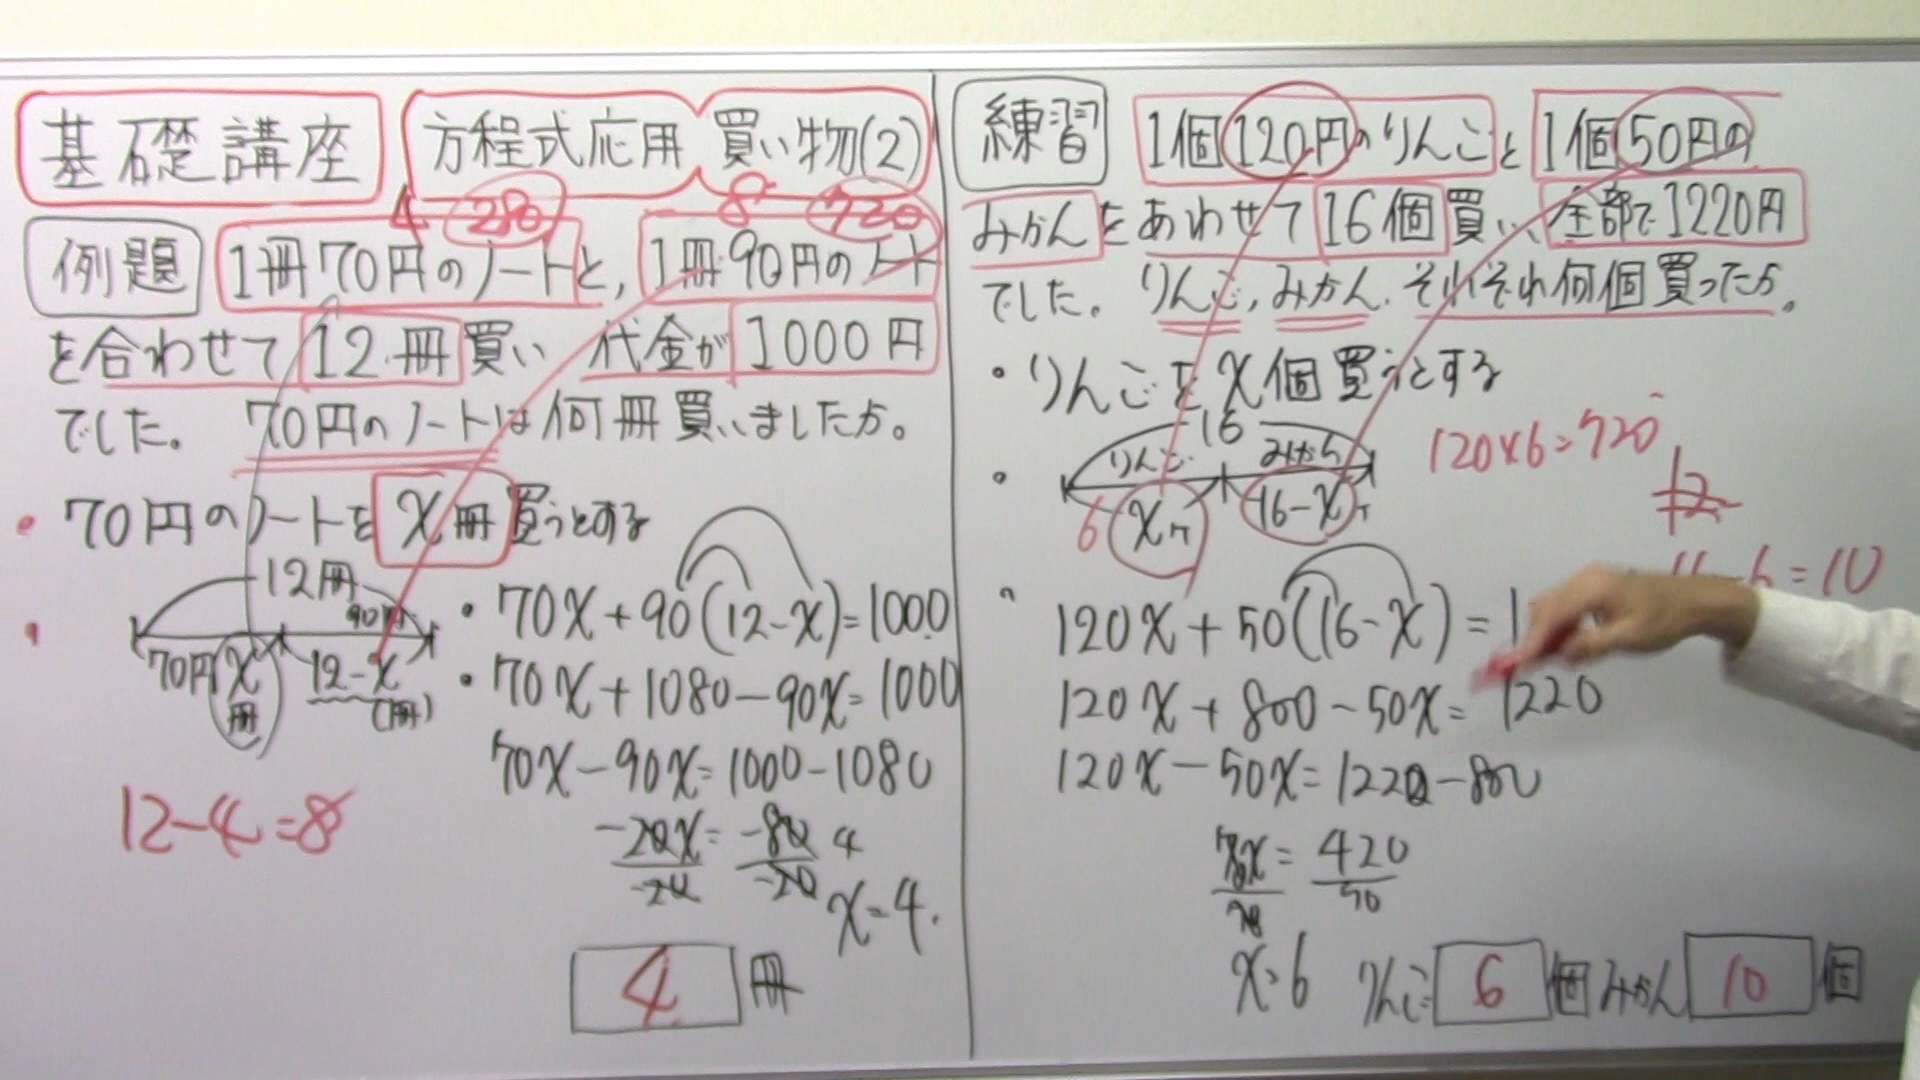 基礎講座
方程式応用 買い物(2)
4 280 8 720
例題 1冊70円のノートと,1冊90円のノート
を合わせて12冊買い 代金が1000円
でした。70円のノートは何冊買いましたか。
・70円のノートをx冊買うとする
12冊
90円
70円 x冊 12-x (冊)
・70x+90(12-x)=1000
・70x+1080-90x=1000
70x-90x=1000-1080
-20x = -80 4
-20 -20
x=4.
12-4=8
4 冊
練習 1個120円のりんごと1個50円の
みかんをあわせて16個買い、全部で1220円
でした。りんご,みかん,それぞれ何個買ったか。
・りんごをx個買うとする
16
りんご みかん
6 xケ 16-xケ
120×6=720
12
6=10
120x+50(16-x)=1
120x+800-50x=1220
120x-50x=1220-800
70x = 420
70 70
x=6
りんご 6 個 みかん 10 個